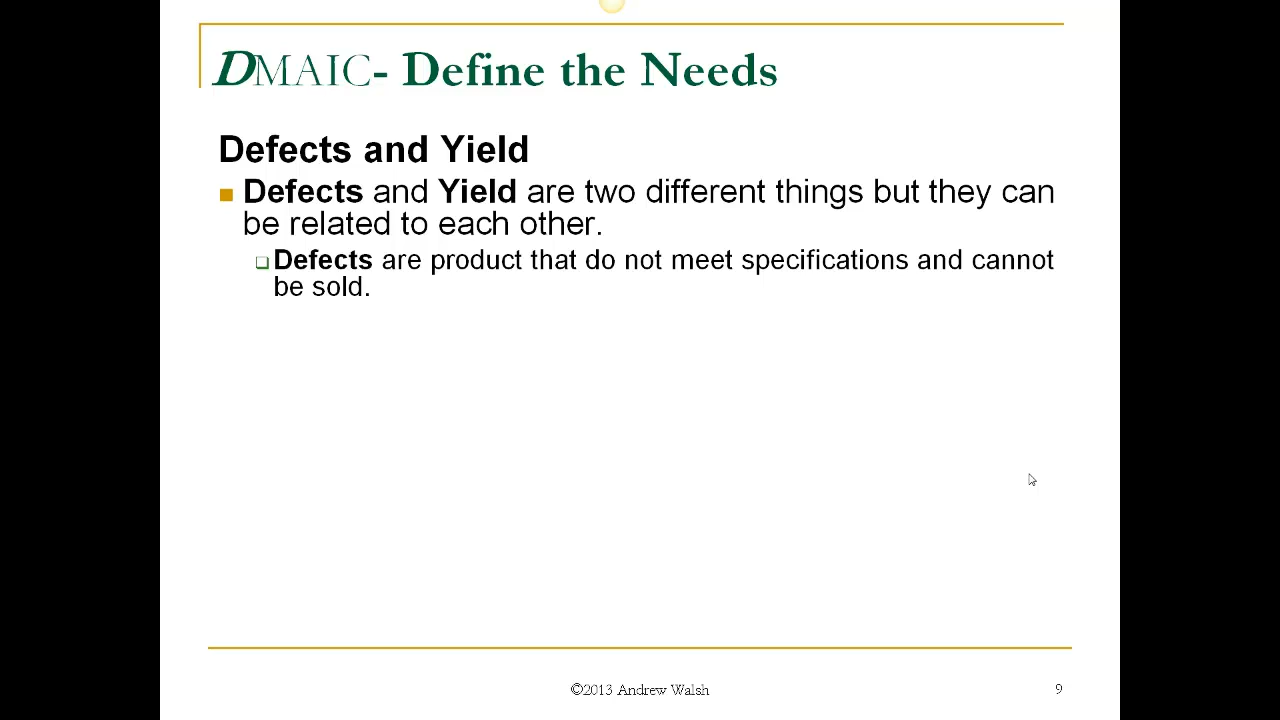 DMAIC- Define the Needs
Defects and Yield
Defects and Yield are two different things but they can
be related to each other.
Defects are product that do not meet specifications and cannot
be sold.
©2013 Andrew Walsh
9